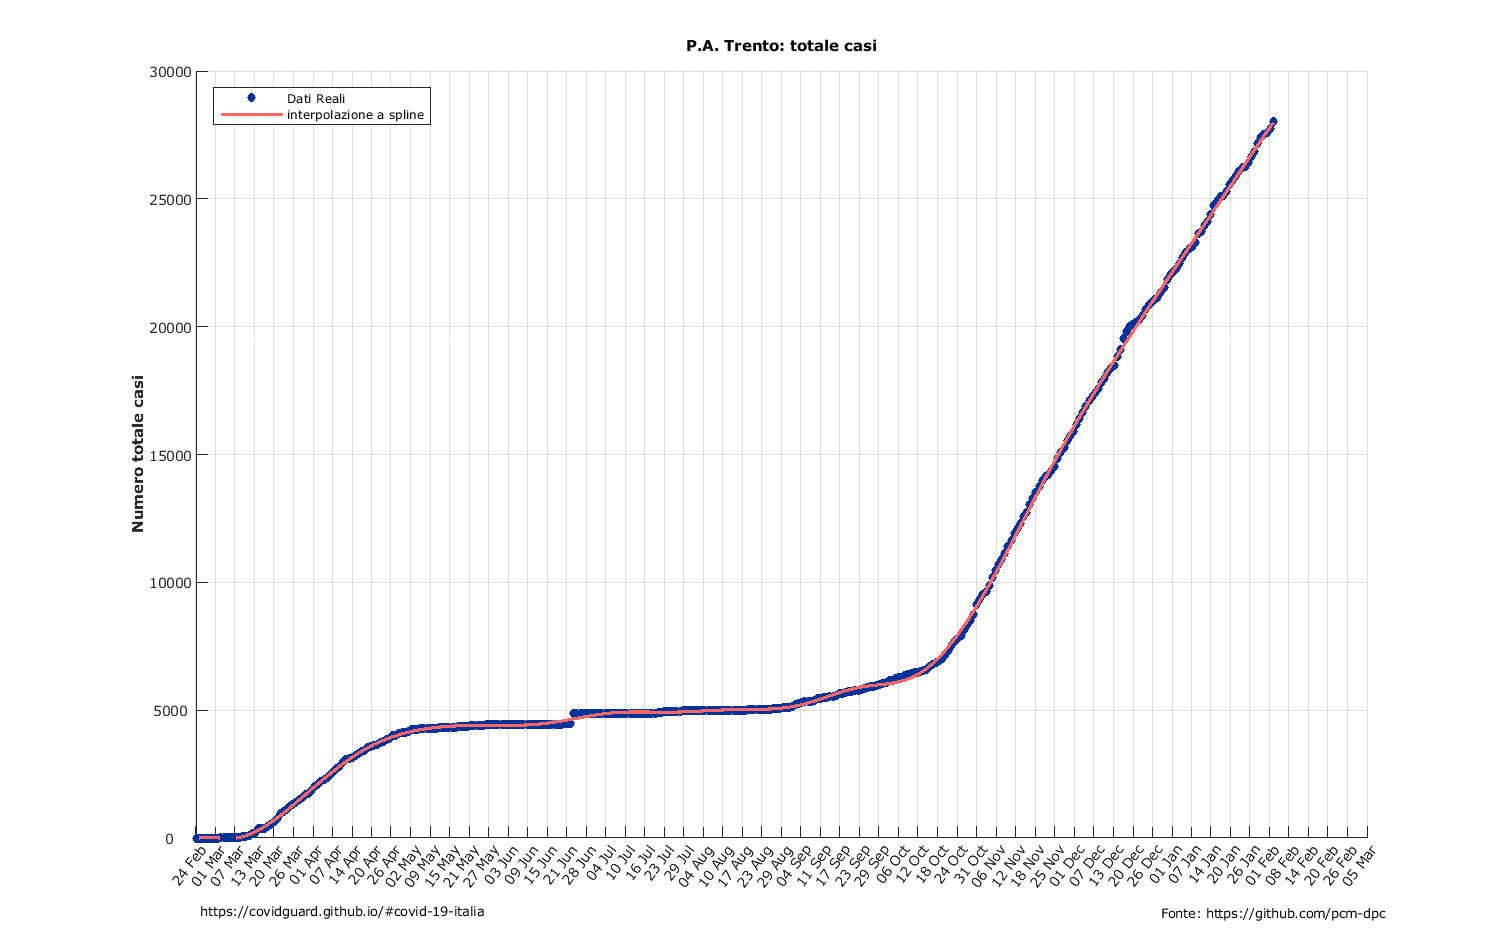 P.A. Trento: totale casi
30000
Dati Reali
interpolazione a spline
25000
20000
15000
10000
5000
0
Numero totale casi
24 Feb
01 Mar
07 Mar
13 Mar
20 Mar
26 Mar
01 Apr
07 Apr
14 Apr
20 Apr
26 Apr
02 May
09 May
15 May
21 May
27 May
03 Jun
09 Jun
15 Jun
21 Jun
28 Jun
04 Jul
10 Jul
16 Jul
23 Jul
29 Jul
04 Aug
10 Aug
17 Aug
23 Aug
29 Aug
04 Sep
11 Sep
17 Sep
23 Sep
29 Sep
06 Oct
12 Oct
18 Oct
24 Oct
31 Oct
06 Nov
12 Nov
18 Nov
25 Nov
01 Dec
07 Dec
13 Dec
20 Dec
26 Dec
01 Jan
07 Jan
14 Jan
20 Jan
26 Jan
01 Feb
08 Feb
14 Feb
20 Feb
26 Feb
05 Mar
https://covidguard.github.io/#covid-19-italia
Fonte: https://github.com/pcm-dpc